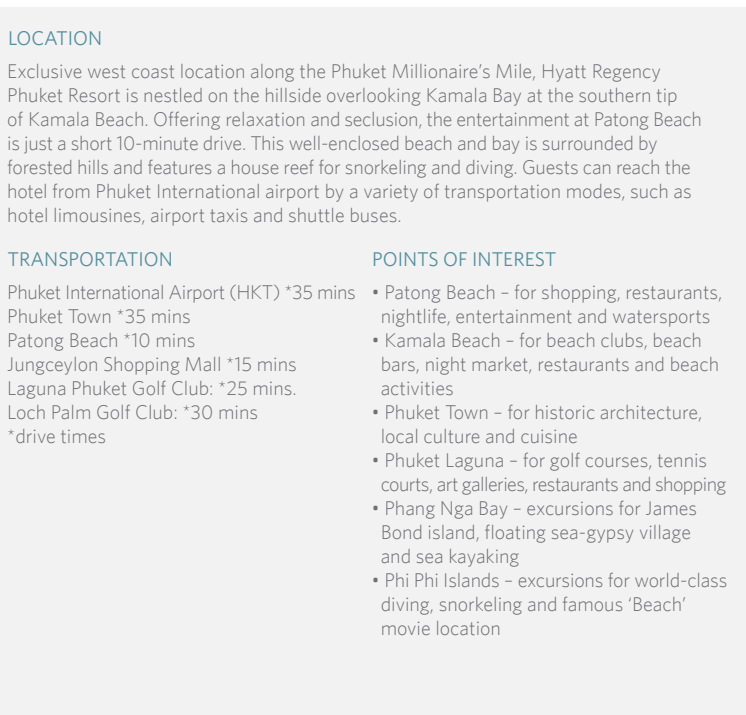 LOCATION
Exclusive west coast location along the Phuket Millionaire’s Mile, Hyatt Regency
Phuket Resort is nestled on the hillside overlooking Kamala Bay at the southern tip
of Kamala Beach. Offering relaxation and seclusion, the entertainment at Patong Beach
is just a short 10-minute drive. This well-enclosed beach and bay is surrounded by
forested hills and features a house reef for snorkeling and diving. Guests can reach the
hotel from Phuket International airport by a variety of transportation modes, such as
hotel limousines, airport taxis and shuttle buses.
TRANSPORTATION
Phuket International Airport (HKT) *35 mins
Phuket Town *35 mins
Patong Beach *10 mins
Jungceylon Shopping Mall *15 mins
Laguna Phuket Golf Club: *25 mins.
Loch Palm Golf Club: *30 mins
*drive times
POINTS OF INTEREST
• Patong Beach – for shopping, restaurants,
nightlife, entertainment and watersports
• Kamala Beach – for beach clubs, beach
bars, night market, restaurants and beach
activities
• Phuket Town – for historic architecture,
local culture and cuisine
• Phuket Laguna – for golf courses, tennis
courts, art galleries, restaurants and shopping
• Phang Nga Bay – excursions for James
Bond island, floating sea-gypsy village
and sea kayaking
• Phi Phi Islands – excursions for world-class
diving, snorkeling and famous ‘Beach’
movie location